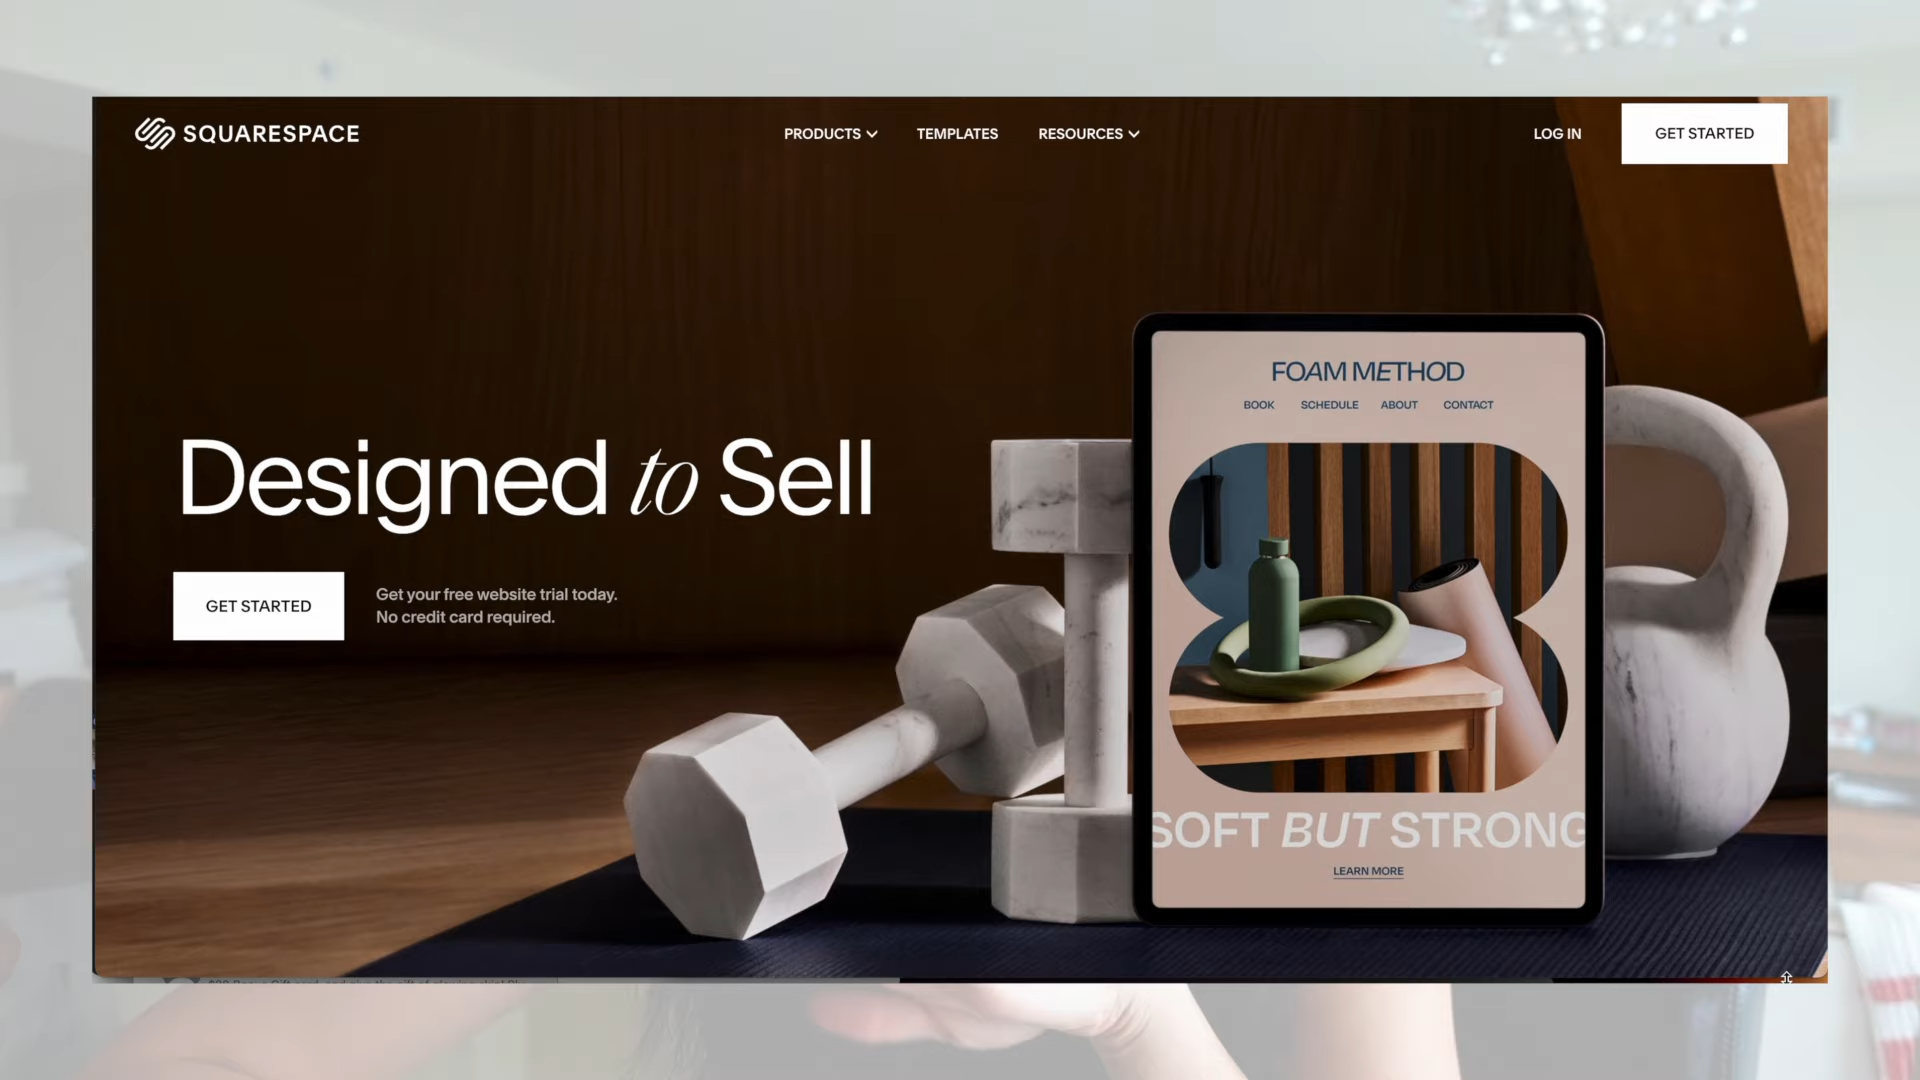 SQUARESPACE
PRODUCTS
TEMPLATES
RESOURCES
LOG IN
GET STARTED
Designed to Sell
GET STARTED
Get your free website trial today.
No credit card required.
FOAM METHOD
BOOK
SCHEDULE
ABOUT
CONTACT
SOFT BUT STRONG
LEARN MORE